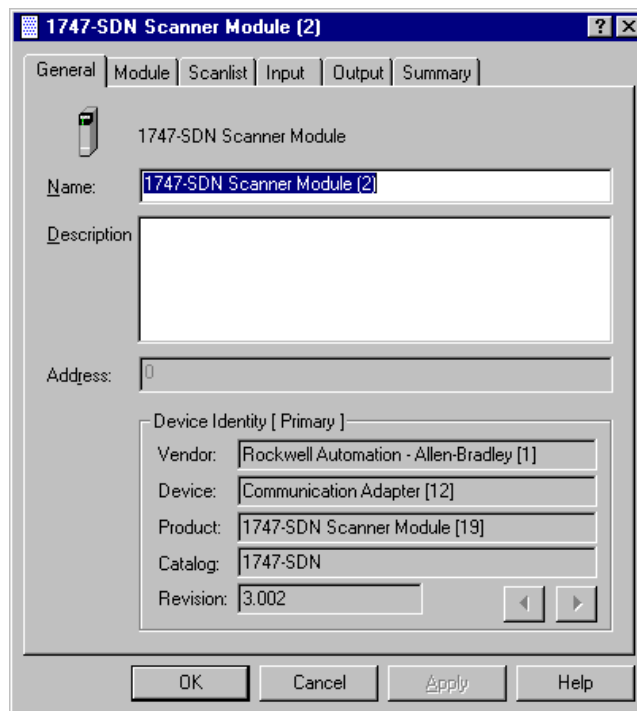 1747-SDN Scanner Module (2)
General Module Scanlist Input Output Summary
1747-SDN Scanner Module
Name: 1747-SDN Scanner Module (2)
Description
Address: 0
Device Identity [ Primary ]
Vendor: Rockwell Automation - Allen-Bradley [1]
Device: Communication Adapter [12]
Product: 1747-SDN Scanner Module [19]
Catalog: 1747-SDN
Revision: 3.002
OK Cancel Apply Help